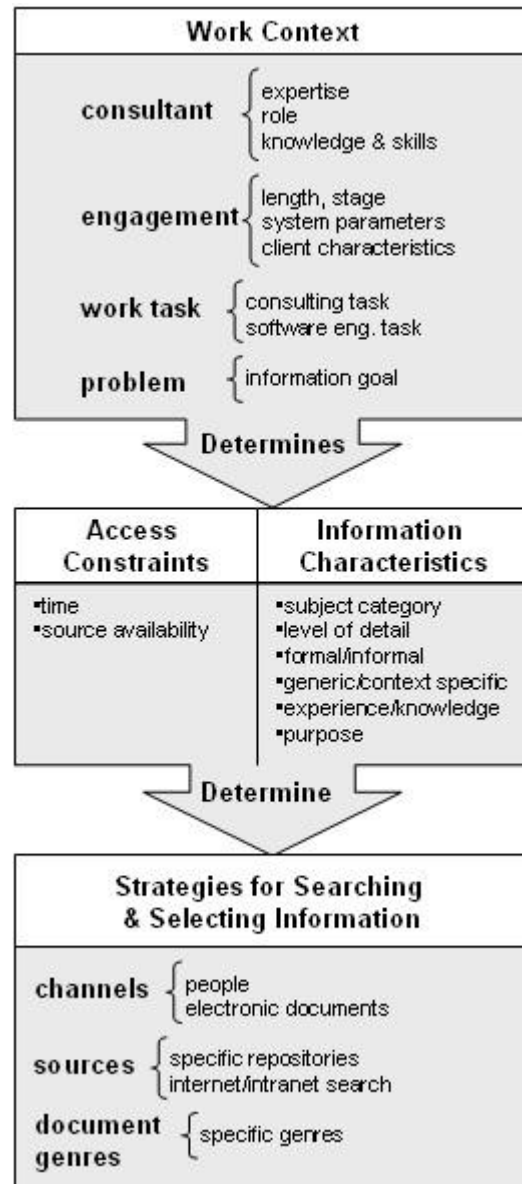 Work Context
consultant
expertise
role
knowledge & skills
engagement
length, stage
system parameters
client characteristics
work task
consulting task
software eng. task
problem
information goal
Determines
Access
Constraints
▪time
▪source availability
Information
Characteristics
▪subject category
▪level of detail
▪formal/informal
▪generic/context specific
▪experience/knowledge
▪purpose
Determine
Strategies for Searching
& Selecting Information
channels
people
electronic documents
sources
specific repositories
internet/intranet search
document
genres
specific genres